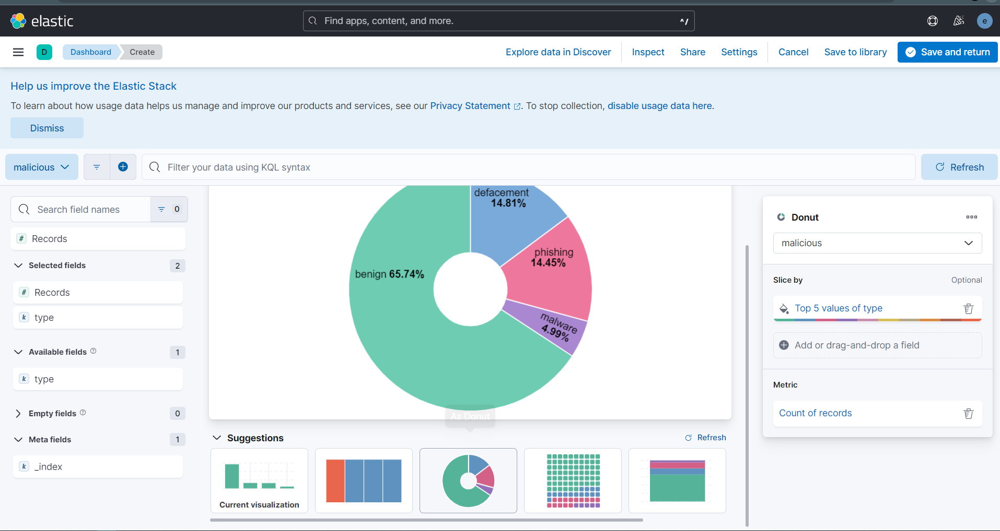 elastic
Find apps, content, and more.
^/
e
D
Dashboard
Create
Explore data in Discover
Inspect
Share
Settings
Cancel
Save to library
Save and return
Help us improve the Elastic Stack
To learn about how usage data helps us manage and improve our products and services, see our Privacy Statement. To stop collection, disable usage data here.
Dismiss
malicious
Filter your data using KQL syntax
Refresh
Search field names
0
# Records
Selected fields
2
# Records
k type
Available fields
1
k type
Empty fields
0
Meta fields
1
k _index
defacement
14.81%
phishing
14.45%
benign 65.74%
malware
4.99%
As Donut
Suggestions
Refresh
Current visualization
Donut
malicious
Slice by
Optional
Top 5 values of type
Add or drag-and-drop a field
Metric
Count of records